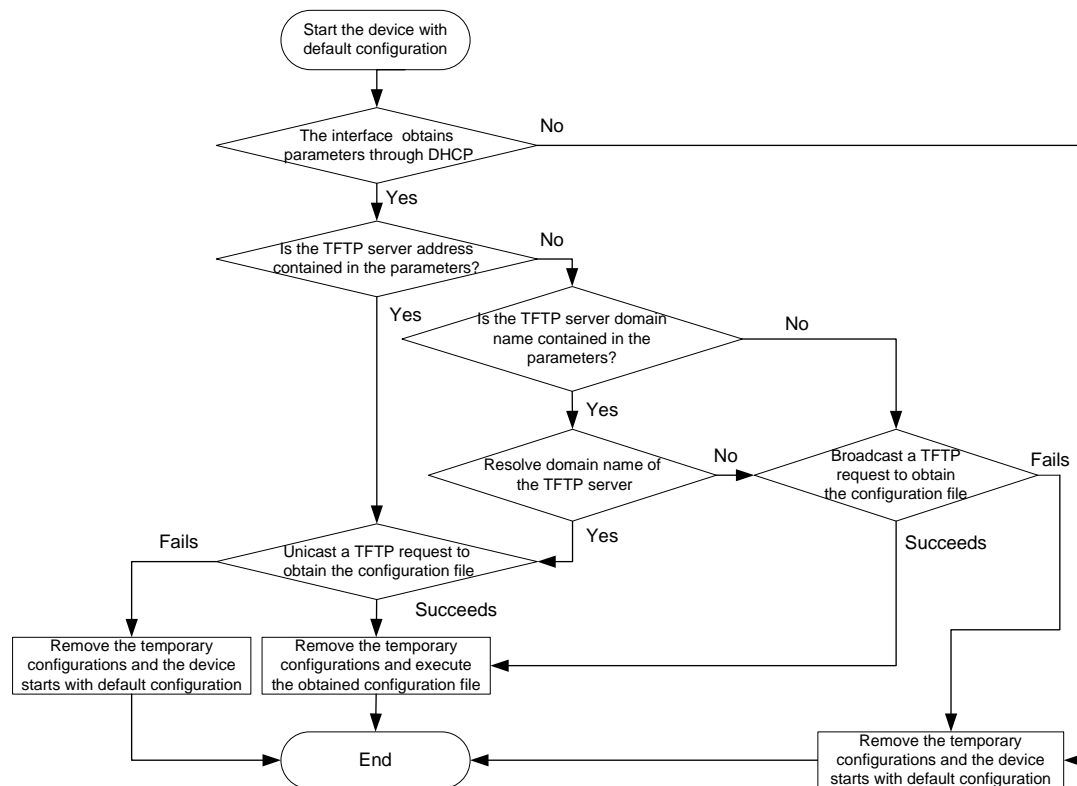 Start the device with
default configuration
The interface obtains
parameters through DHCP
No
Yes
Is the TFTP server address
contained in the parameters?
No
Yes
Is the TFTP server domain
name contained in the
parameters?
No
Yes
Resolve domain name of
the TFTP server
No
Broadcast a TFTP
request to obtain
the configuration file
Fails
Yes
Succeeds
Fails
Unicast a TFTP request to
obtain the configuration file
Succeeds
Remove the temporary
configurations and the device
starts with default configuration
Remove the temporary
configurations and execute
the obtained configuration file
End
Remove the temporary
configurations and the device
starts with default configuration